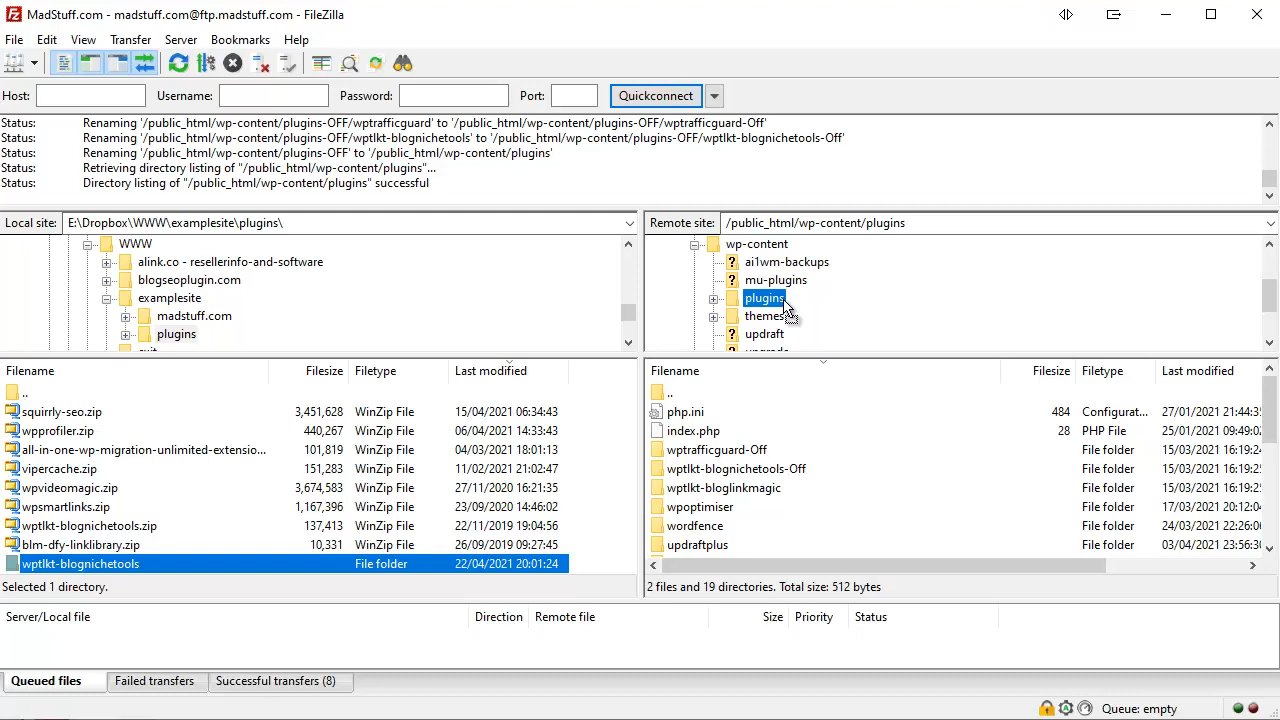 MadStuff.com - madstuff.com@ftp.madstuff.com - FileZilla
File Edit View Transfer Server Bookmarks Help
Host: Username: Password: Port: Quickconnect
Status: Renaming '/public_html/wp-content/plugins-OFF/wptrafficguard' to '/public_html/wp-content/plugins-OFF/wptrafficguard-Off'
Status: Renaming '/public_html/wp-content/plugins-OFF/wptlkt-blognichetools' to '/public_html/wp-content/plugins-OFF/wptlkt-blognichetools-Off'
Status: Renaming '/public_html/wp-content/plugins-OFF' to '/public_html/wp-content/plugins'
Status: Retrieving directory listing of "/public_html/wp-content/plugins"...
Status: Directory listing of "/public_html/wp-content/plugins" successful
Local site: E:\Dropbox\WWW\examplesite\plugins\
WWW
alink.co - resellerinfo-and-software
blogseoplugin.com
examplesite
madstuff.com
plugins
Filename Filesize Filetype Last modified
..
squirrly-seo.zip 3,451,628 WinZip File 15/04/2021 06:34:43
wpprofiler.zip 440,267 WinZip File 06/04/2021 14:33:43
all-in-one-wp-migration-unlimited-extensio... 101,819 WinZip File 04/03/2021 18:01:13
vipercache.zip 151,283 WinZip File 11/02/2021 21:02:47
wpvideomagic.zip 3,674,583 WinZip File 27/11/2020 16:21:35
wpsmartlinks.zip 1,167,396 WinZip File 23/09/2020 14:46:02
wptlkt-blognichetools.zip 137,413 WinZip File 22/11/2019 19:04:56
blm-dfy-linklibrary.zip 10,331 WinZip File 26/09/2019 09:27:45
wptlkt-blognichetools File folder 22/04/2021 20:01:24
Selected 1 directory.
Remote site: /public_html/wp-content/plugins
wp-content
ai1wm-backups
mu-plugins
plugins
themes
updraft
Filename Filesize Filetype Last modified
..
php.ini 484 Configurat... 27/01/2021 21:44:3
index.php 28 PHP File 25/01/2021 09:49:0
wptrafficguard-Off File folder 15/03/2021 16:19:2
wptlkt-blognichetools-Off File folder 15/03/2021 16:19:2
wptlkt-bloglinkmagic File folder 15/03/2021 16:19:2
wpoptimiser File folder 17/03/2021 20:12:0
wordfence File folder 24/03/2021 22:26:0
updraftplus File folder 03/04/2021 23:56:3
2 files and 19 directories. Total size: 512 bytes
Server/Local file Direction Remote file Size Priority Status
Queued files Failed transfers Successful transfers (8)
Queue: empty